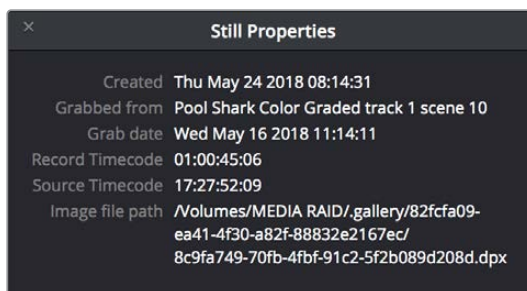 Still Properties
Created Thu May 24 2018 08:14:31
Grabbed from Pool Shark Color Graded track 1 scene 10
Grab date Wed May 16 2018 11:14:11
Record Timecode 01:00:45:06
Source Timecode 17:27:52:09
Image file path /Volumes/MEDIA RAID/.gallery/82fcfa09-
ea41-4f30-a82f-88832e2167ec/
8c9fa749-70fb-4fbf-91c2-5f2b089d208d.dpx